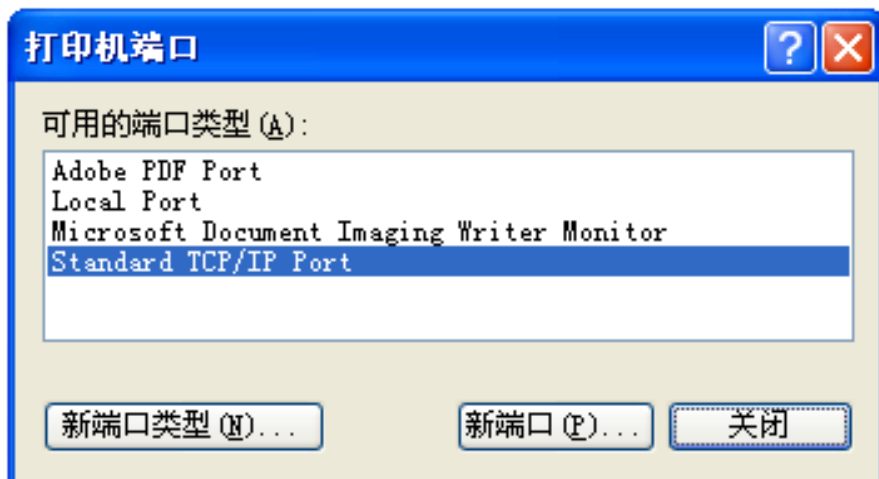 打印机端口
可用的端口类型(A):
Adobe PDF Port
Local Port
Microsoft Document Imaging Writer Monitor
Standard TCP/IP Port
新端口类型(N)... 新端口(P)... 关闭